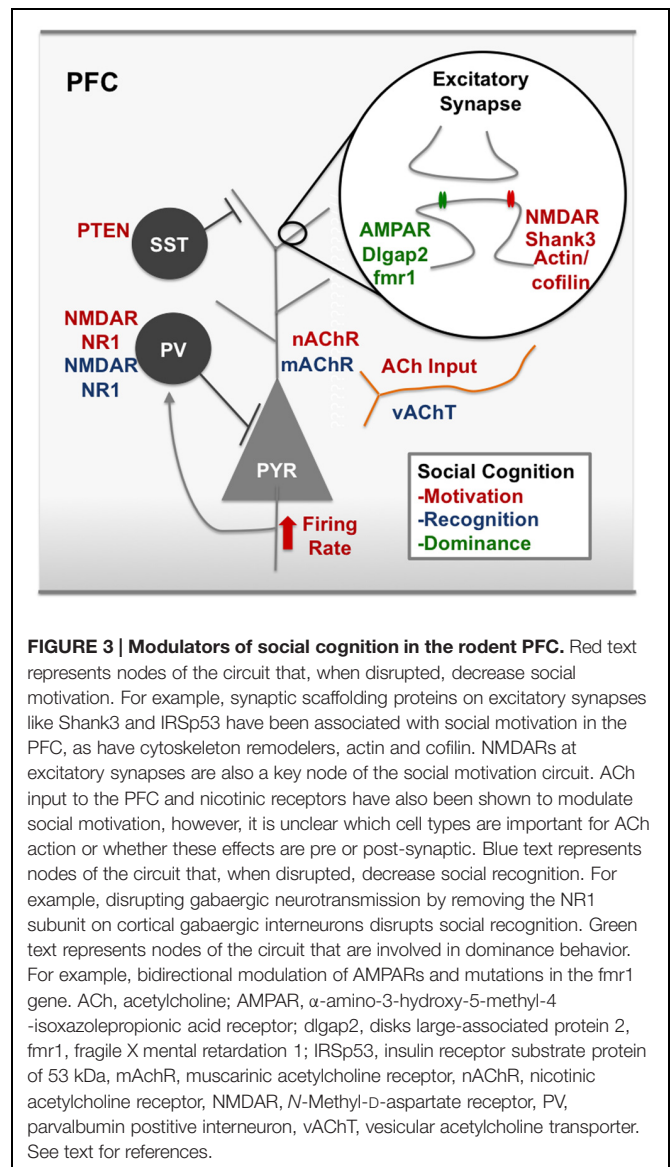 PFC
Excitatory
Synapse
AMPAR
Dlgap2
fmr1
NMDAR
Shank3
Actin/
cofilin
PTEN
SST
NMDAR
NR1
NMDAR
NR1
PV
nAChR
mAChR
ACh Input
vAChT
PYR
Firing
Rate
Social Cognition
-Motivation
-Recognition
-Dominance
FIGURE 3 | Modulators of social cognition in the rodent PFC. Red text
represents nodes of the circuit that, when disrupted, decrease social
motivation. For example, synaptic scaffolding proteins on excitatory synapses
like Shank3 and IRSp53 have been associated with social motivation in the
PFC, as have cytoskeleton remodelers, actin and cofilin. NMDARs at
excitatory synapses are also a key node of the social motivation circuit. ACh
input to the PFC and nicotinic receptors have also been shown to modulate
social motivation, however, it is unclear which cell types are important for ACh
action or whether these effects are pre or post-synaptic. Blue text represents
nodes of the circuit that, when disrupted, decrease social recognition. For
example, disrupting gabaergic neurotransmission by removing the NR1
subunit on cortical gabaergic interneurons disrupts social recognition. Green
text represents nodes of the circuit that are involved in dominance behavior.
For example, bidirectional modulation of AMPARs and mutations in the fmr1
gene. ACh, acetylcholine; AMPAR, α-amino-3-hydroxy-5-methyl-4
-isoxazolepropionic acid receptor; dlgap2, disks large-associated protein 2,
fmr1, fragile X mental retardation 1; IRSp53, insulin receptor substrate protein
of 53 kDa, mAchR, muscarinic acetylcholine receptor, nAChR, nicotinic
acetylcholine receptor, NMDAR, N-Methyl-D-aspartate receptor, PV,
parvalbumin postitive interneuron, vAChT, vesicular acetylcholine transporter.
See text for references.